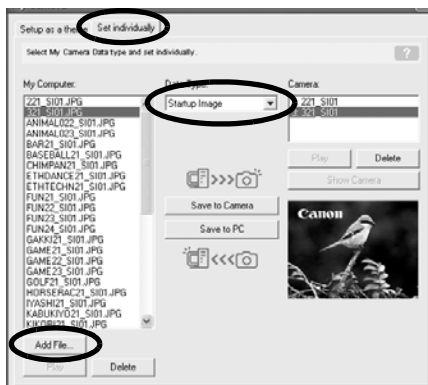 Setup as a theme Set individually
Select My Camera Data type and set individually.
?
My Computer:
221_SI01.JPG
321_SI01.JPG
ANIMAL022_SI01.JPG
ANIMAL023_SI01.JPG
BAR21_SI01.JPG
BASEBALL21_SI01.JPG
CHIMPAN21_SI01.JPG
ETHDANCE21_SI01.JPG
ETHTECHN21_SI01.JPG
FUN21_SI01.JPG
FUN22_SI01.JPG
FUN23_SI01.JPG
FUN24_SI01.JPG
GAKKI21_SI01.JPG
GAME21_SI01.JPG
GAME22_SI01.JPG
GAME23_SI01.JPG
GOLF21_SI01.JPG
HORSERAC21_SI01.JPG
IYASHI21_SI01.JPG
KABUKIYO21_SI01.JPG
KIKORI21_SI01.JPG
Add File...
Play Delete
Data Type:
Startup Image
>>>
Save to Camera
Save to PC
<<<
Camera:
221_SI01
321_SI01
Play Delete
Show Camera
Canon